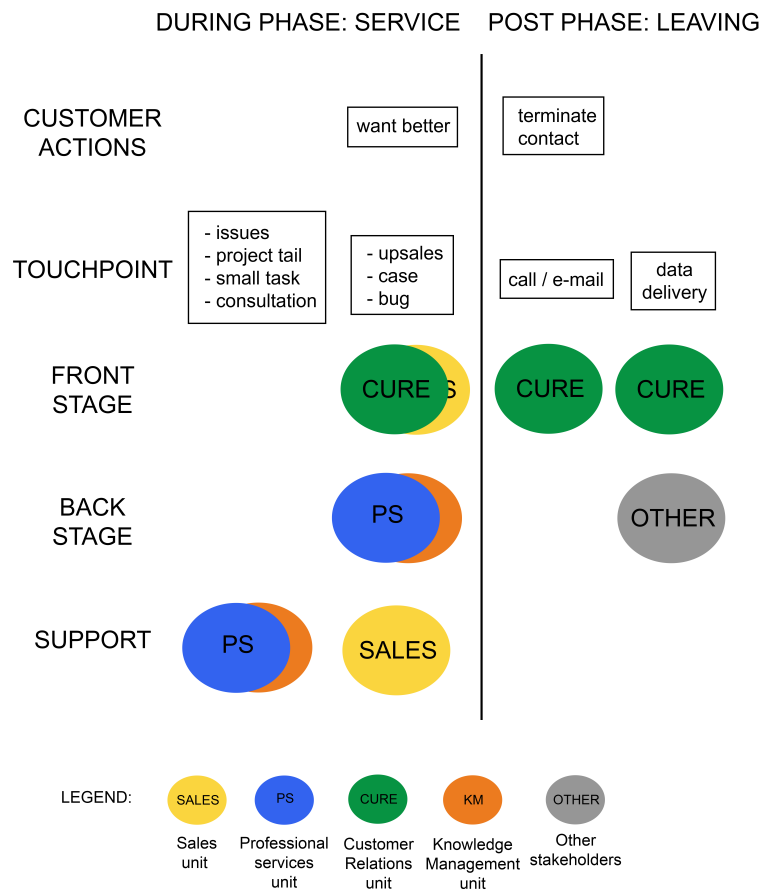 DURING PHASE: SERVICE
POST PHASE: LEAVING
CUSTOMER
ACTIONS
want better
terminate
contact
TOUCHPOINT
- issues
- project tail
- small task
- consultation
- upsales
- case
- bug
call / e-mail
data
delivery
FRONT
STAGE
CURE
S
CURE
CURE
BACK
STAGE
PS
OTHER
SUPPORT
PS
SALES
LEGEND:
SALES
PS
CURE
KM
OTHER
Sales
unit
Professional
services
unit
Customer
Relations
unit
Knowledge
Management
unit
Other
stakeholders